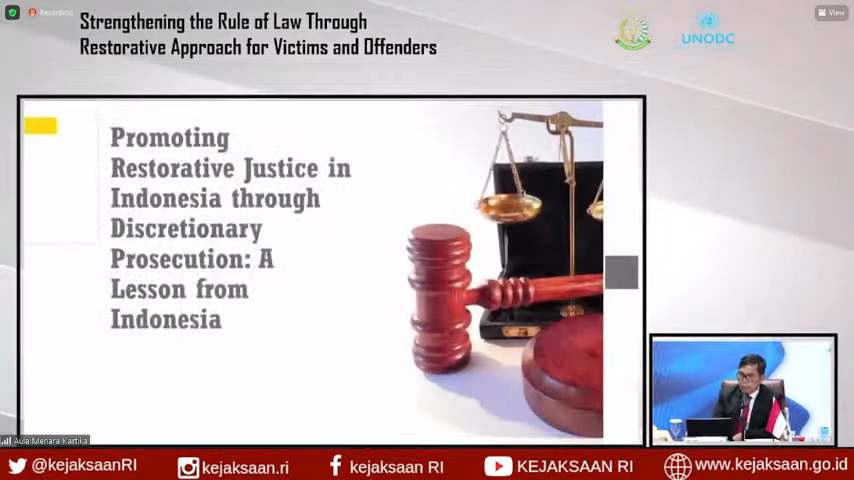 Recording
Strengthening the Rule of Law Through
Restorative Approach for Victims and Offenders
UNODC
View
Promoting
Restorative Justice in
Indonesia through
Discretionary
Prosecution: A
Lesson from
Indonesia
Aula Menara Kartika
@kejaksaanRI
kejaksaan.ri
kejaksaan RI
KEJAKSAAN RI
www.kejaksaan.go.id